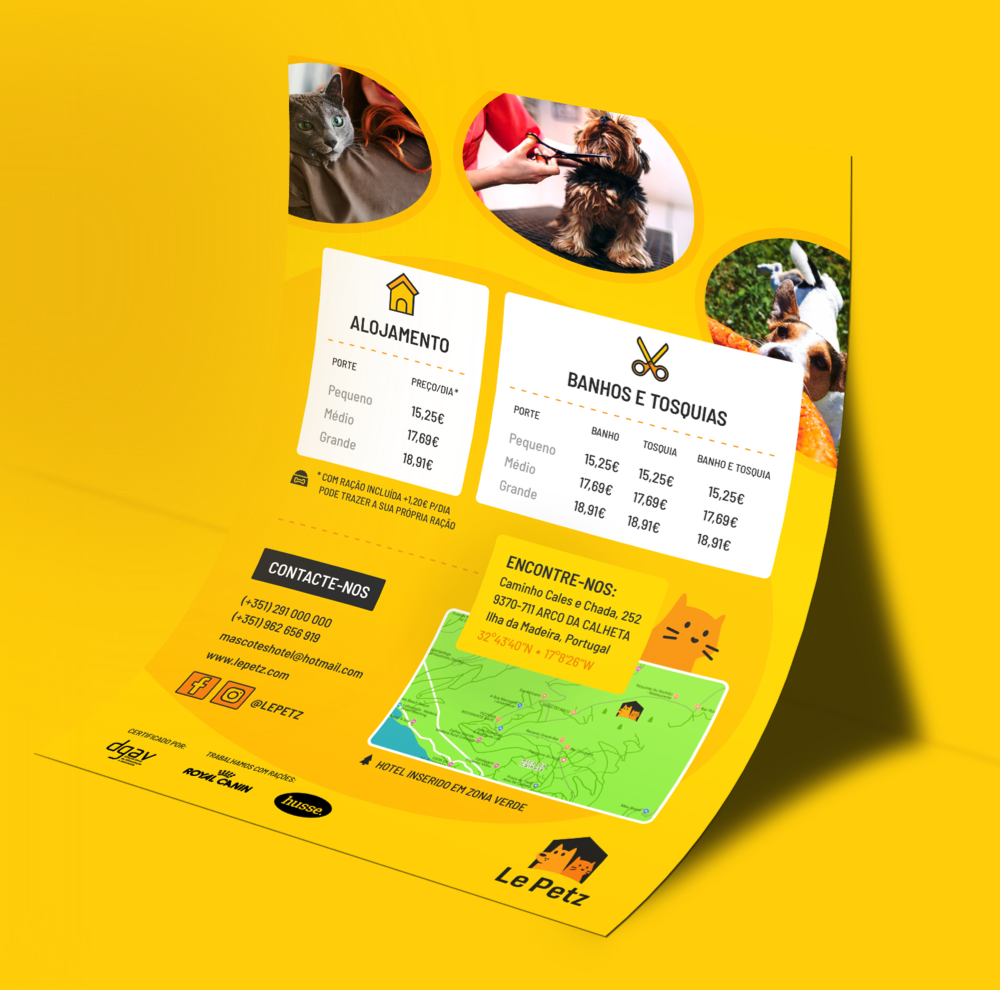 ALOJAMENTO
PORTE PREÇO/DIA*
Pequeno 15,25€
Médio 17,69€
Grande 18,91€
* COM RAÇÃO INCLUÍDA +1,20€ P/DIA
PODE TRAZER A SUA PRÓPRIA RAÇÃO
BANHOS E TOSQUIAS
PORTE BANHO TOSQUIA BANHO E TOSQUIA
Pequeno 15,25€ 15,25€ 15,25€
Médio 17,69€ 17,69€ 17,69€
Grande 18,91€ 18,91€ 18,91€
CONTACTE-NOS
(+351) 291 000 000
(+351) 962 656 919
mascoteshotel@hotmail.com
www.lepetz.com
@LEPETZ
ENCONTRE-NOS:
Caminho Cales e Chada, 252
9370-711 ARCO DA CALHETA
Ilha da Madeira, Portugal
32°43'40"N • 17°8'26"W
HOTEL INSERIDO EM ZONA VERDE
CERTIFICADO POR:
dgav
TRABALHAMOS COM RAÇÕES:
ROYAL CANIN
husse.
Le Petz